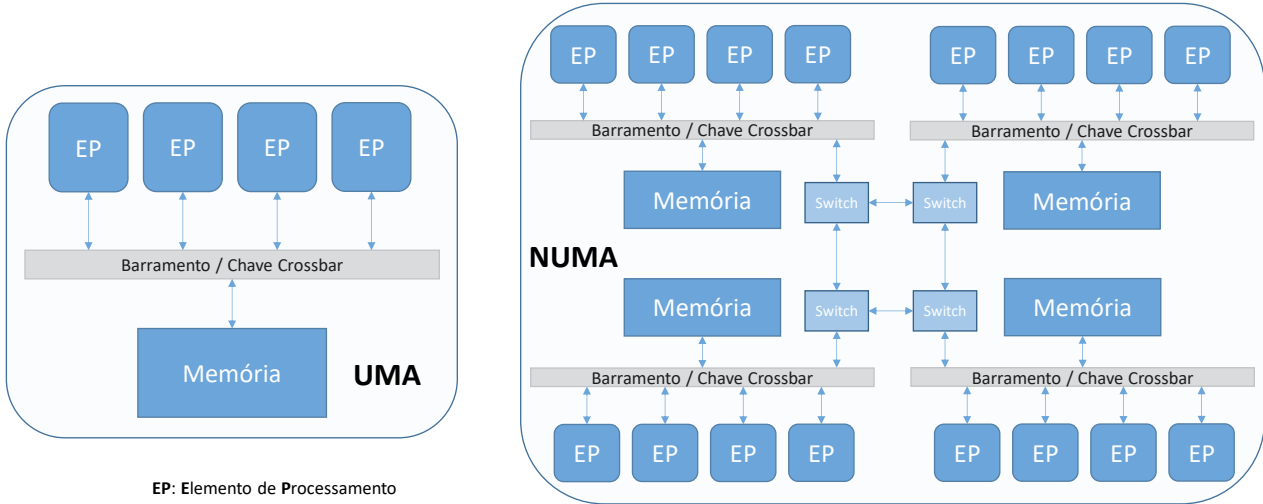 EP EP EP EP
Barramento / Chave Crossbar
Memória
UMA
EP: Elemento de Processamento
EP EP EP EP
EP EP EP EP
Barramento / Chave Crossbar
Barramento / Chave Crossbar
Memória
Switch
Switch
Memória
NUMA
Memória
Switch
Switch
Memória
Barramento / Chave Crossbar
Barramento / Chave Crossbar
EP EP EP EP
EP EP EP EP